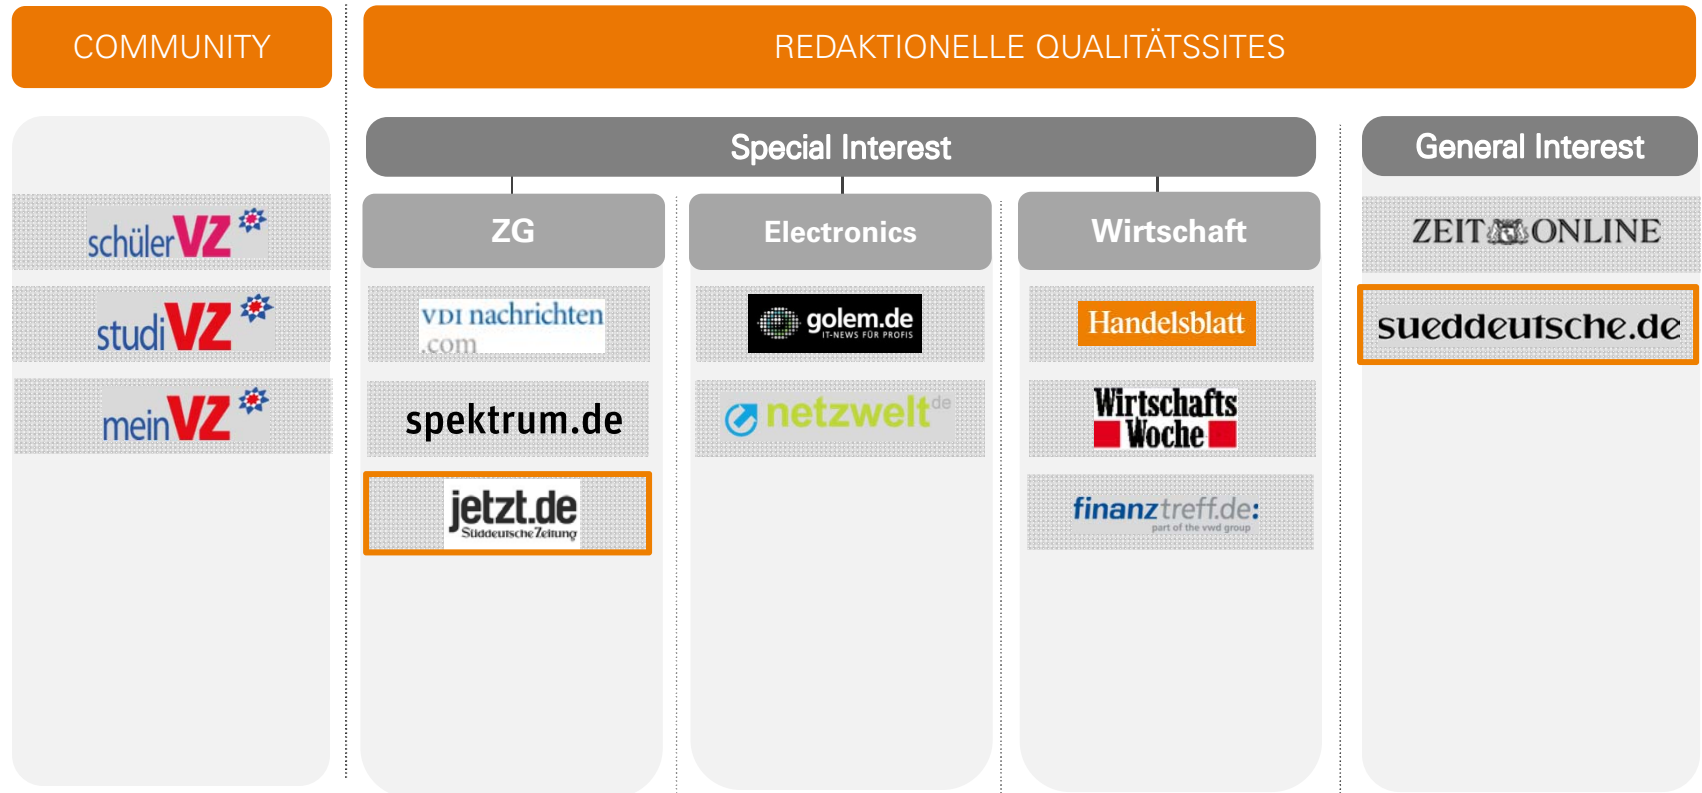 COMMUNITY
REDAKTIONELLE QUALITÄTSSITES
Special Interest
General Interest
schülerVZ
studiVZ
meinVZ
ZG
Electronics
Wirtschaft
VDI nachrichten
.com
spektrum.de
jetzt.de
Süddeutsche Zeitung
golem.de
IT-NEWS FÜR PROFIS
netzwelt de
Handelsblatt
Wirtschafts
Woche
finanztreff.de:
part of the vwd group
ZEIT ONLINE
sueddeutsche.de